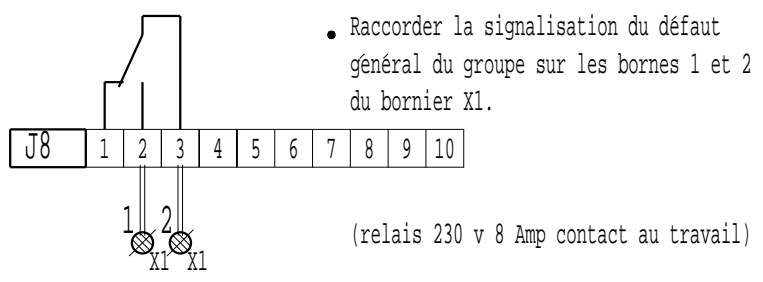 • Raccorder la signalisation du défaut
général du groupe sur les bornes 1 et 2
du bornier X1.
J8 1 2 3 4 5 6 7 8 9 10
1 2
X1 X1
(relais 230 v 8 Amp contact au travail)